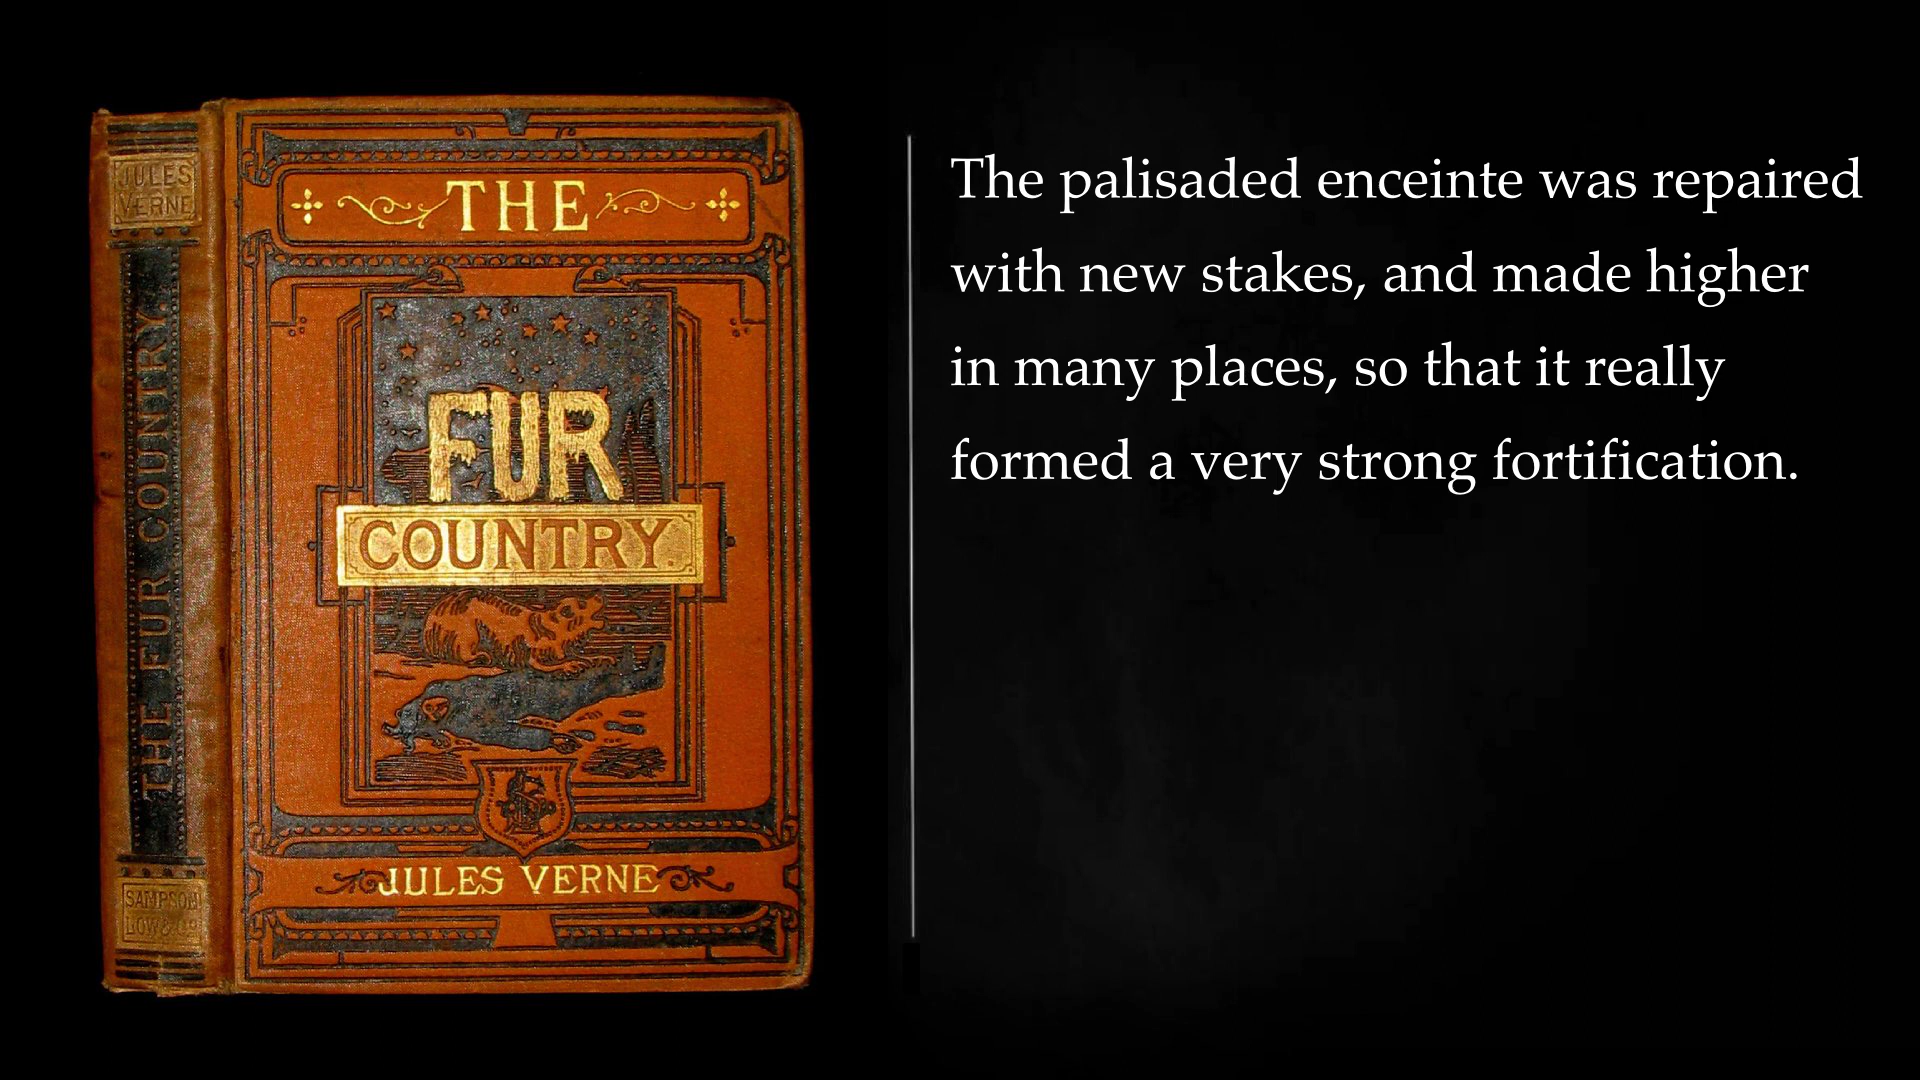 JULES
VERNE
THE FUR COUNTRY.
SAMPSON
LOW & Co
THE
FUR
COUNTRY.
JULES VERNE
The palisaded enceinte was repaired
with new stakes, and made higher
in many places, so that it really
formed a very strong fortification.